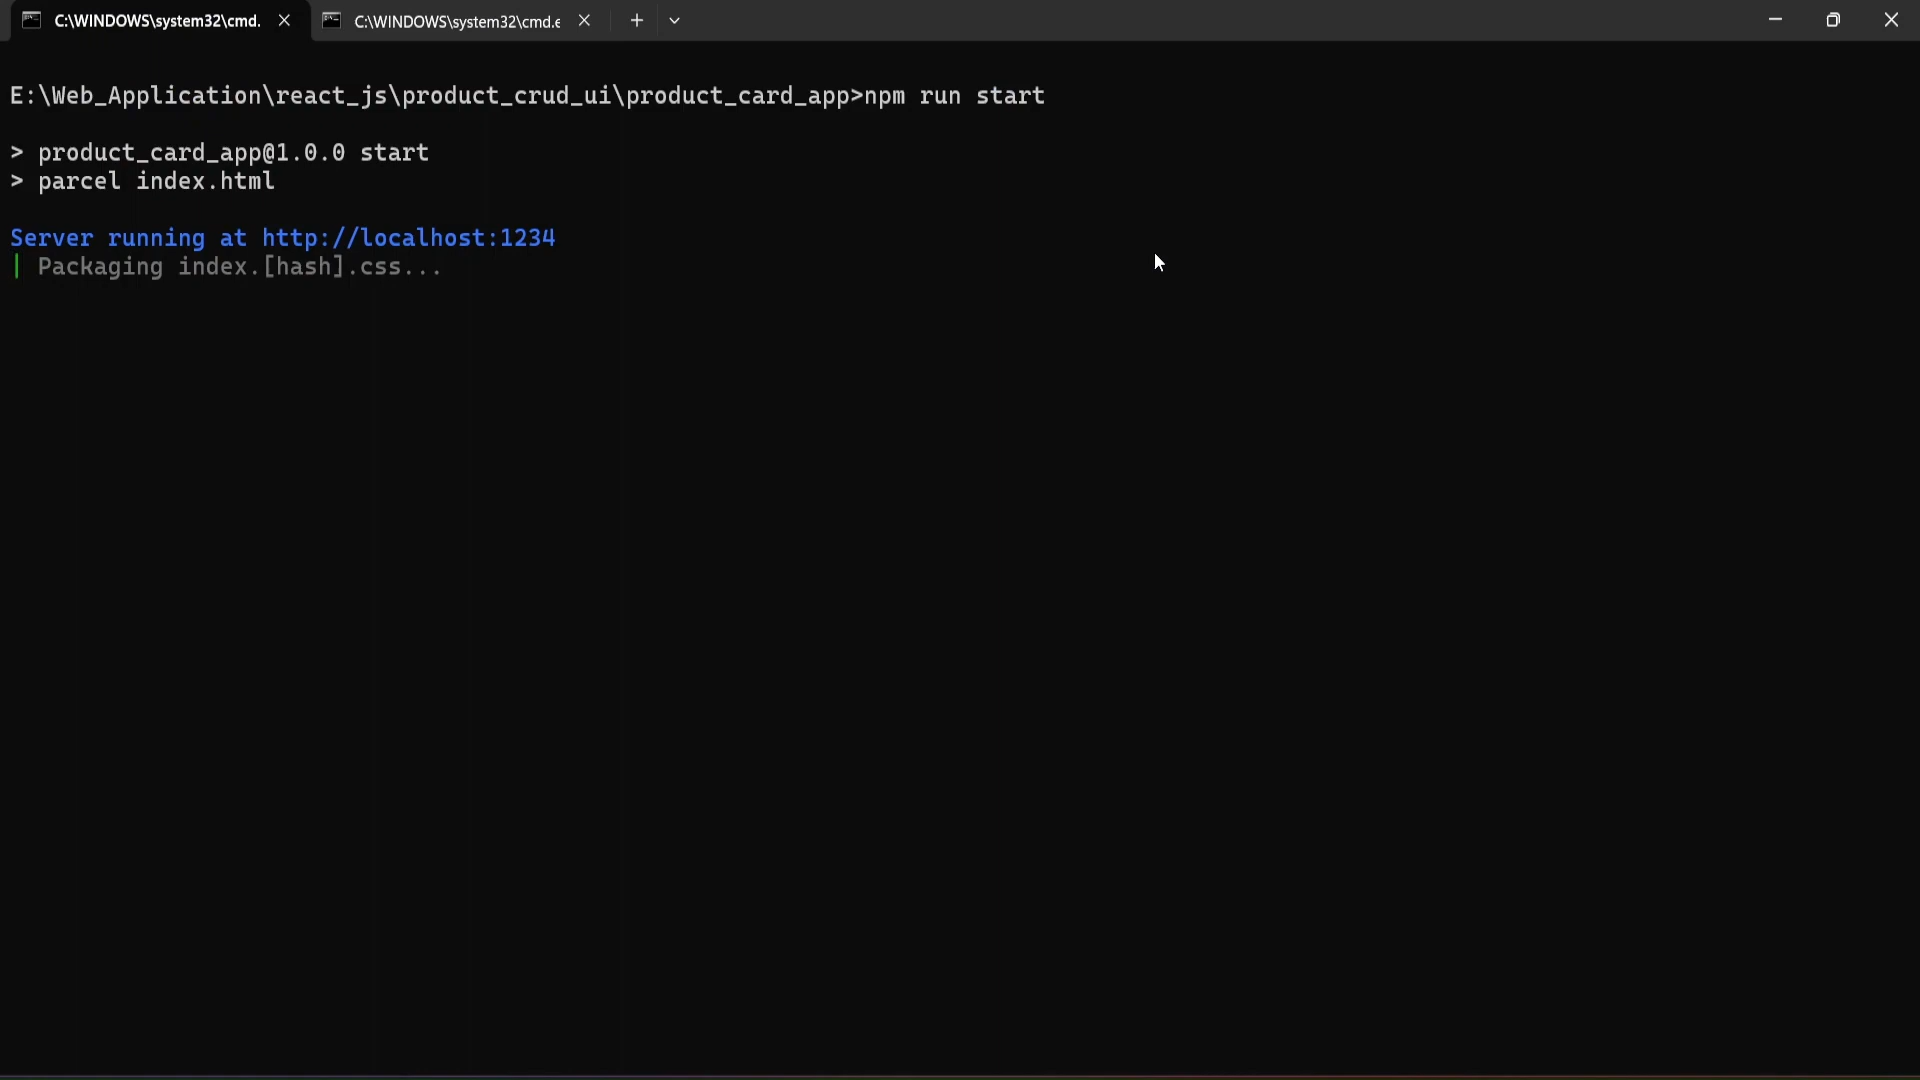 C:\WINDOWS\system32\cmd.
C:\WINDOWS\system32\cmd.e
E:\Web_Application\react_js\product_crud_ui\product_card_app>npm run start
> product_card_app@1.0.0 start
> parcel index.html
Server running at http://localhost:1234
| Packaging index.[hash].css...